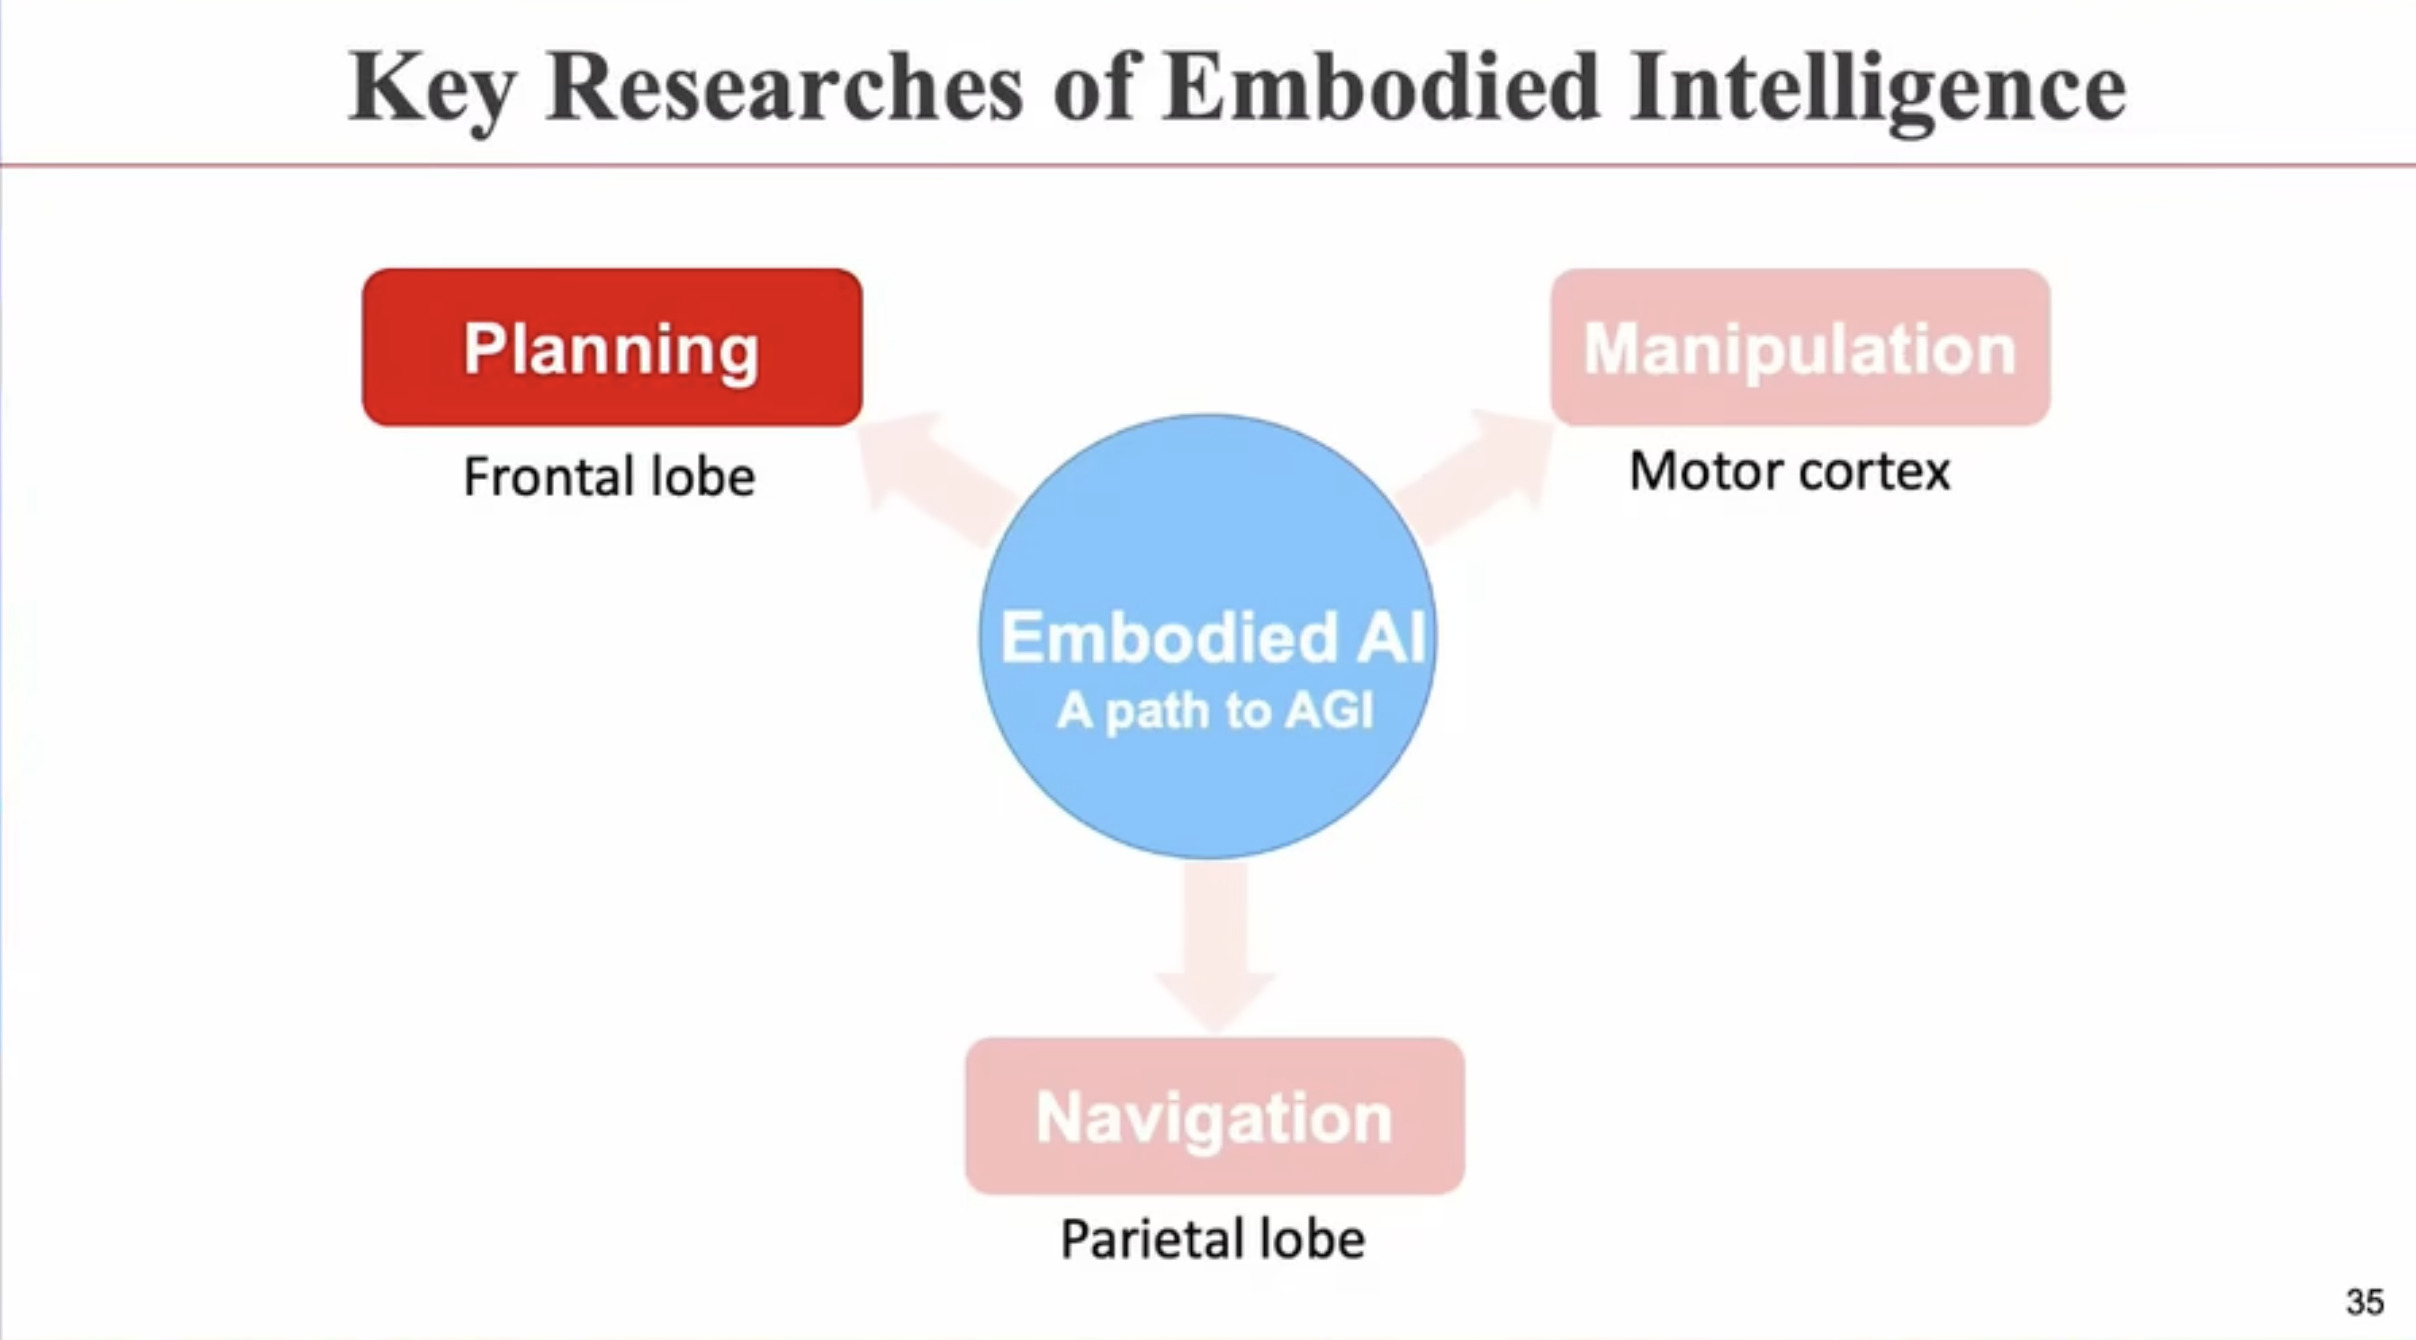 Key Researches of Embodied Intelligence
Planning
Frontal lobe
Manipulation
Motor cortex
Embodied AI
A path to AGI
Navigation
Parietal lobe
35